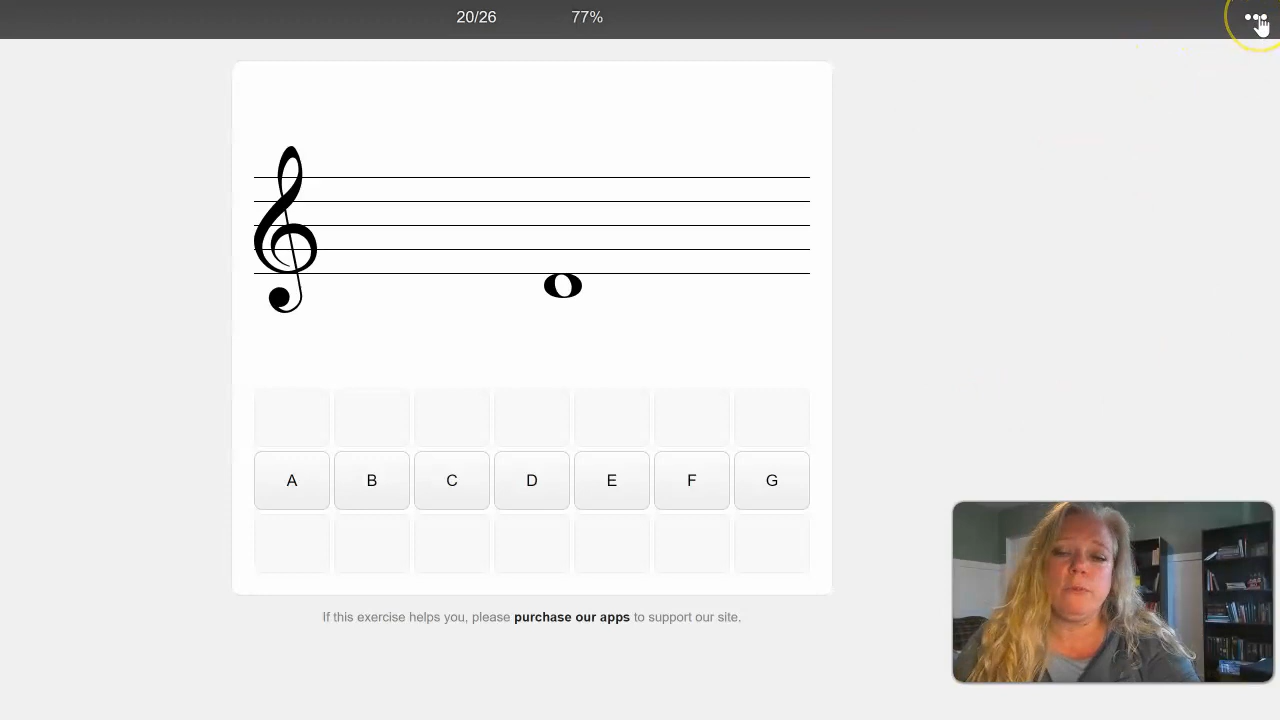 20/26 77%
A B C D E F G
If this exercise helps you, please purchase our apps to support our site.